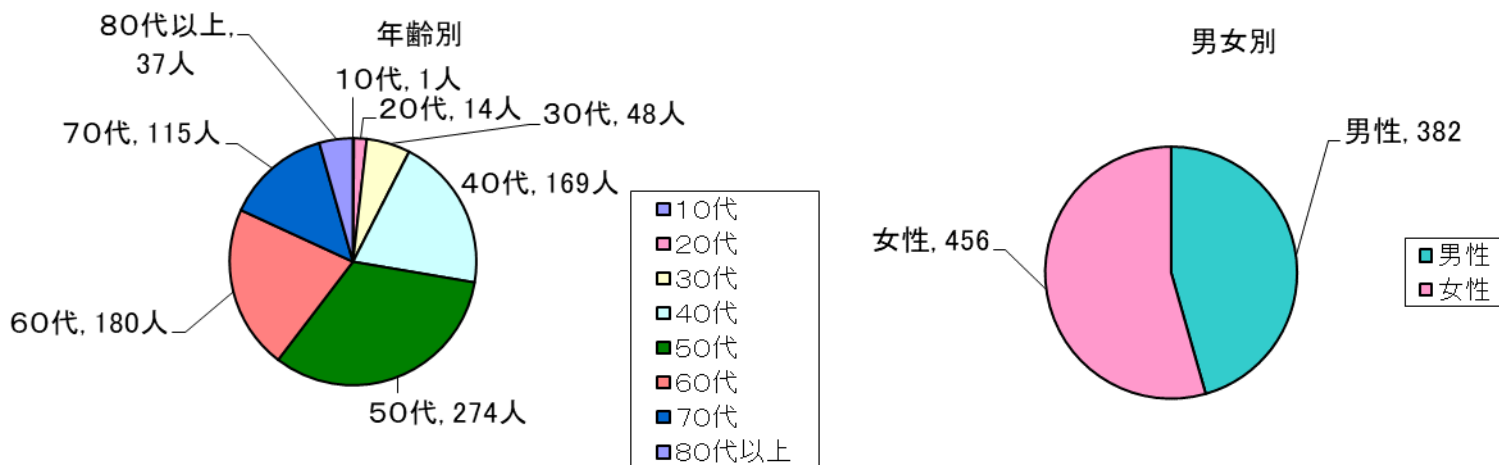 年齢別
80代以上,
37人
10代, 1人
20代, 14人
30代, 48人
70代, 115人
40代, 169人
60代, 180人
50代, 274人
10代
20代
30代
40代
50代
60代
70代
80代以上
男女別
男性, 382
女性, 456
男性
女性